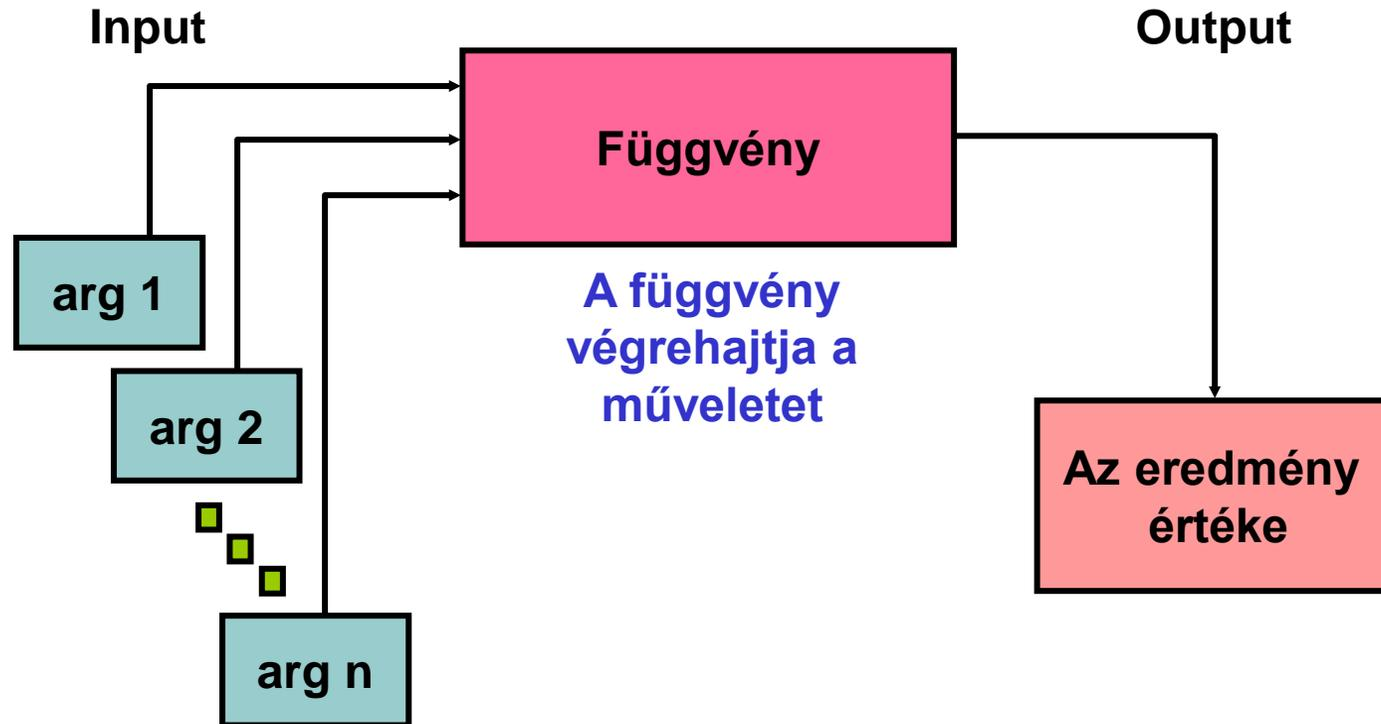 Input
Output
Függvény
arg 1
A függvény
végrehajtja a
műveletet
arg 2
Az eredmény
értéke
arg n